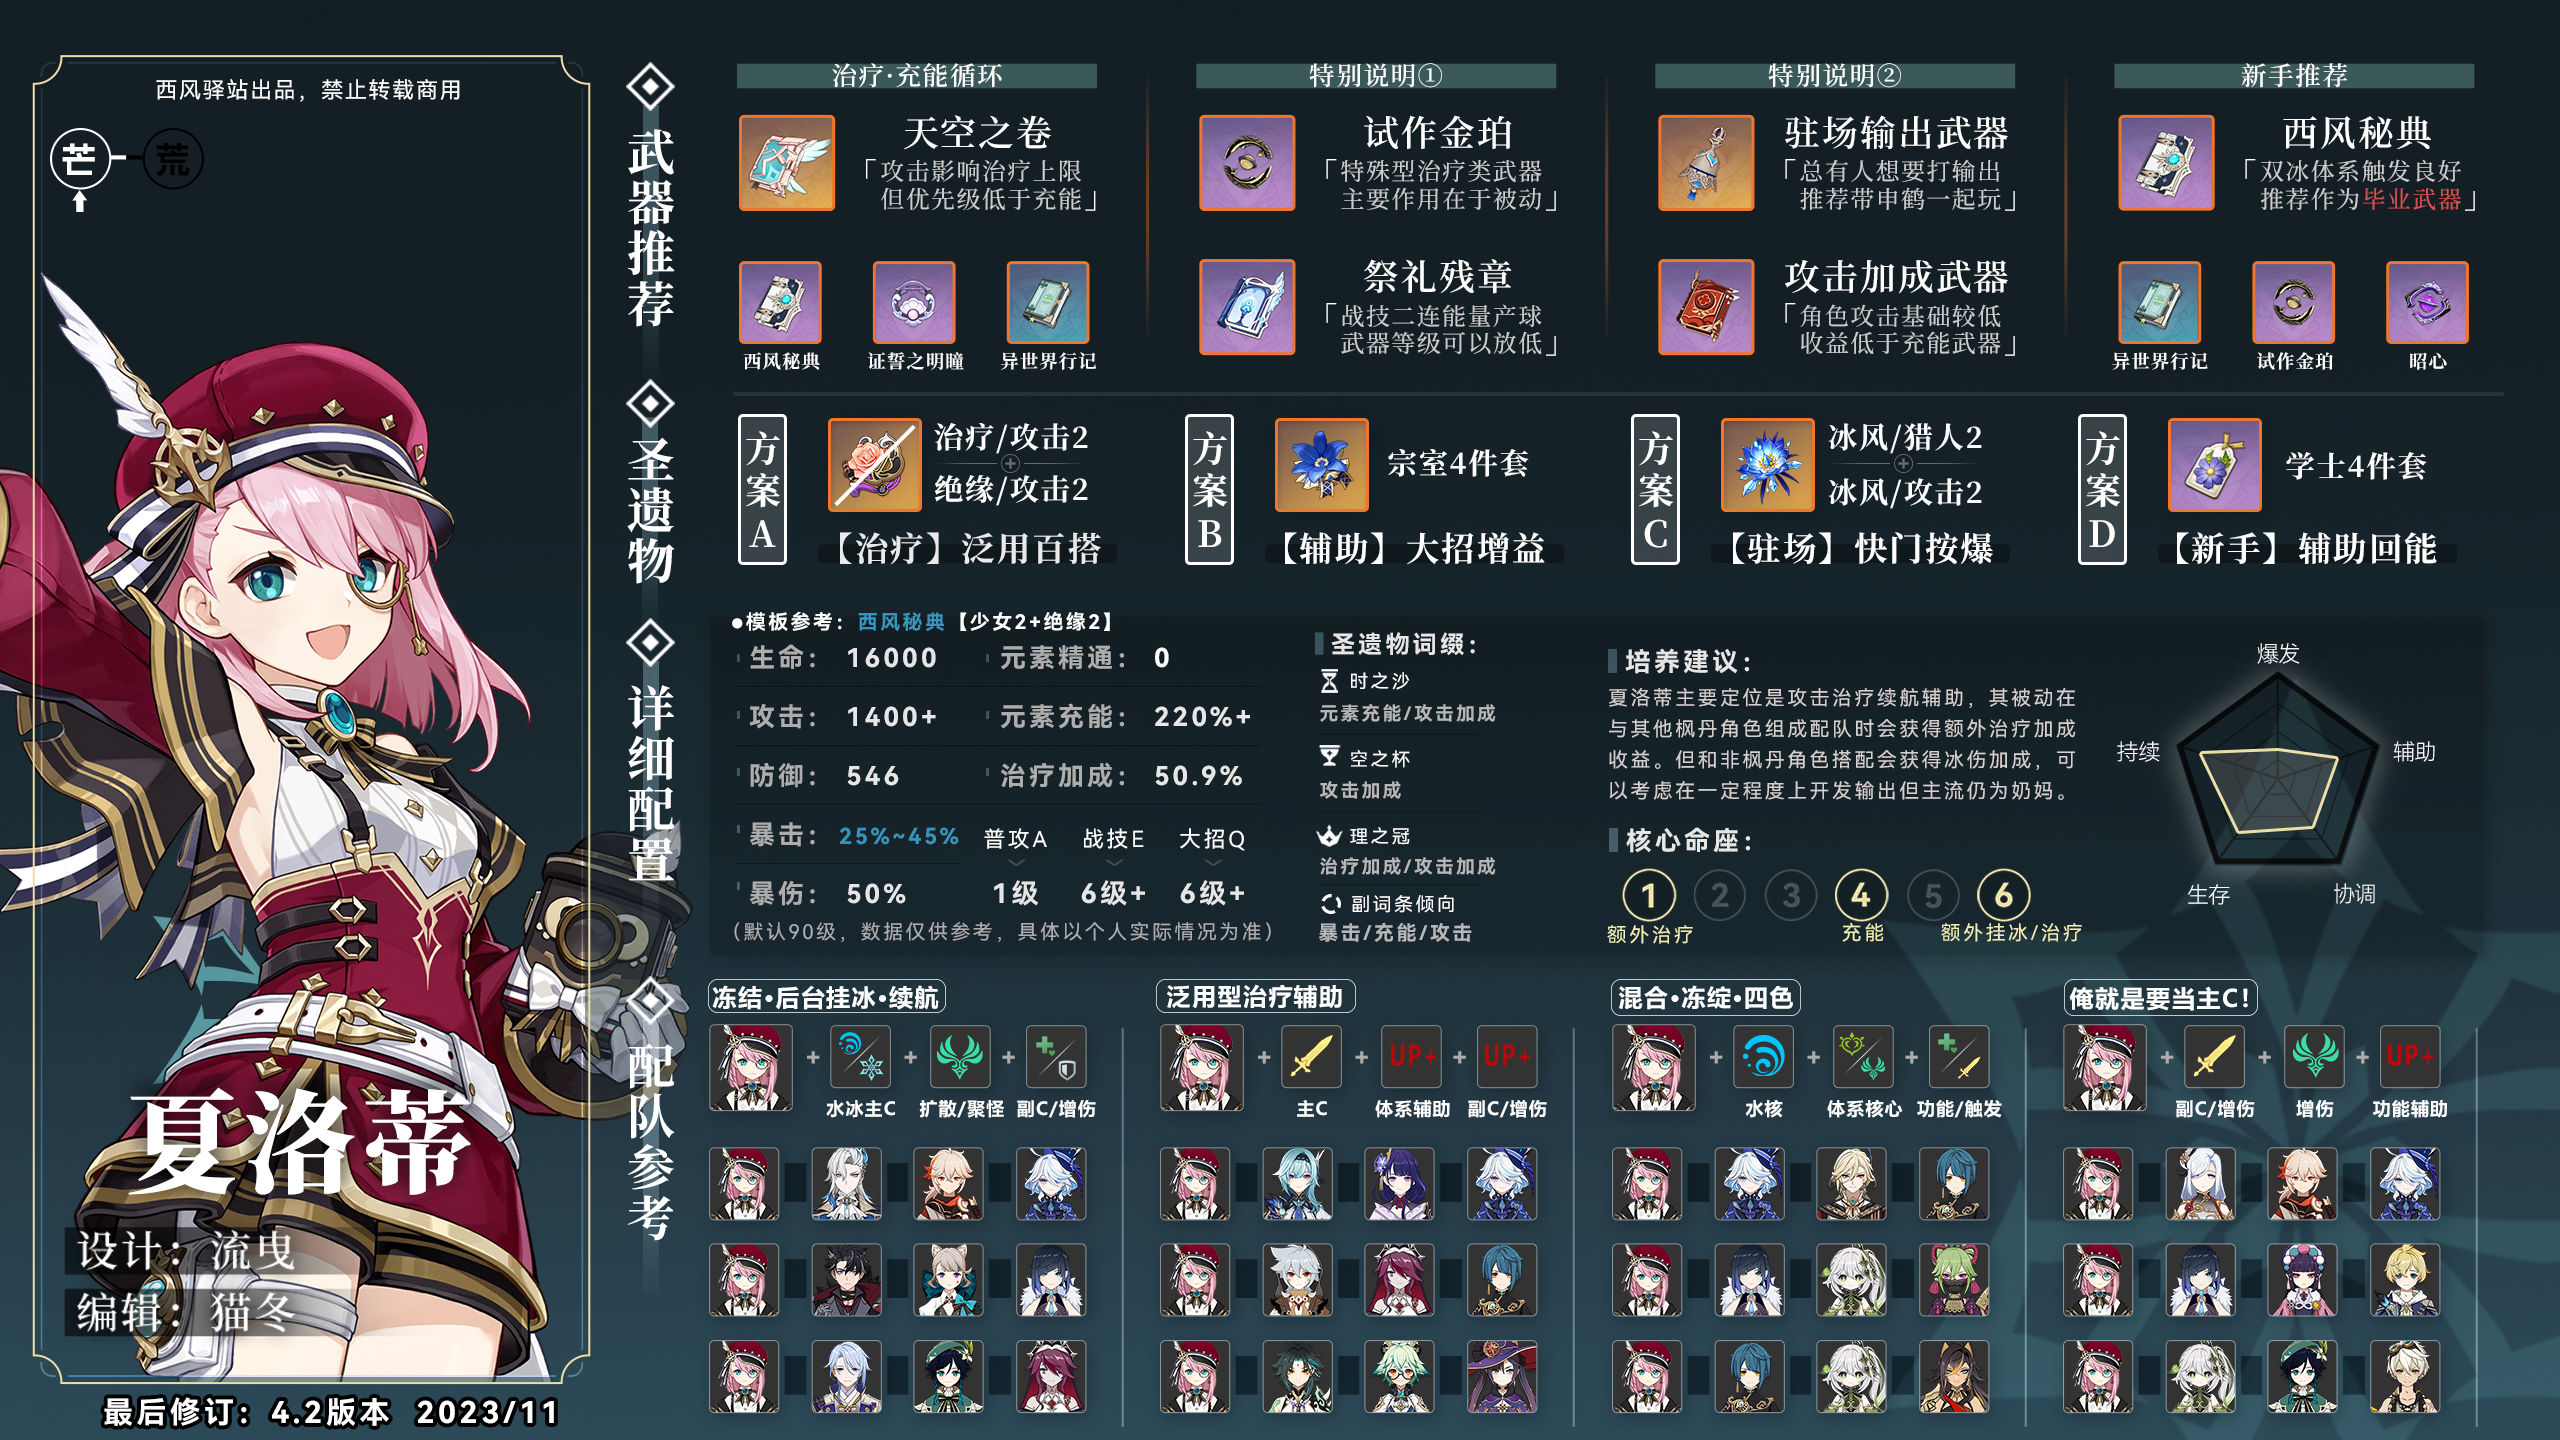 西风驿站出品，禁止转载商用
芒
荒
夏洛蒂
设计：流曳
编辑：猫冬
最后修订：4.2版本 2023/11
武器推荐
治疗·充能循环
天空之卷
「攻击影响治疗上限
但优先级低于充能」
西风秘典
证誓之明瞳
异世界行记
特别说明①
试作金珀
「特殊型治疗类武器
主要作用在于被动」
祭礼残章
「战技二连能量产球
武器等级可以放低」
特别说明②
驻场输出武器
「总有人想要打输出
推荐带申鹤一起玩」
攻击加成武器
「角色攻击基础较低
收益低于充能武器」
新手推荐
西风秘典
「双冰体系触发良好
推荐作为毕业武器」
异世界行记
试作金珀
昭心
圣遗物
方案A
治疗/攻击2
绝缘/攻击2
【治疗】泛用百搭
方案B
宗室4件套
【辅助】大招增益
方案C
冰风/猎人2
冰风/攻击2
【驻场】快门按爆
方案D
学士4件套
【新手】辅助回能
详细配置
●模板参考：西风秘典【少女2+绝缘2】
生命：16000 元素精通：0
攻击：1400+ 元素充能：220%+
防御：546 治疗加成：50.9%
暴击：25%~45% 普攻A 战技E 大招Q
暴伤：50% 1级 6级+ 6级+
（默认90级，数据仅供参考，具体以个人实际情况为准）
圣遗物词缀：
时之沙
元素充能/攻击加成
空之杯
攻击加成
理之冠
治疗加成/攻击加成
副词条倾向
暴击/充能/攻击
培养建议：
夏洛蒂主要定位是攻击治疗续航辅助，其被动在
与其他枫丹角色组成配队时会获得额外治疗加成
收益。但和非枫丹角色搭配会获得冰伤加成，可
以考虑在一定程度上开发输出但主流仍为奶妈。
核心命座：
1 2 3 4 5 6
额外治疗 充能 额外挂冰/治疗
爆发
持续
辅助
生存
协调
配队参考
冻结·后台挂冰·续航
+ + +
水冰主C 扩散/聚怪 副C/增伤
泛用型治疗辅助
+ + UP+ + UP+
主C 体系辅助 副C/增伤
混合·冻绽·四色
+ + +
水核 体系核心 功能/触发
俺就是要当主C！
+ + + UP+
副C/增伤 增伤 功能辅助